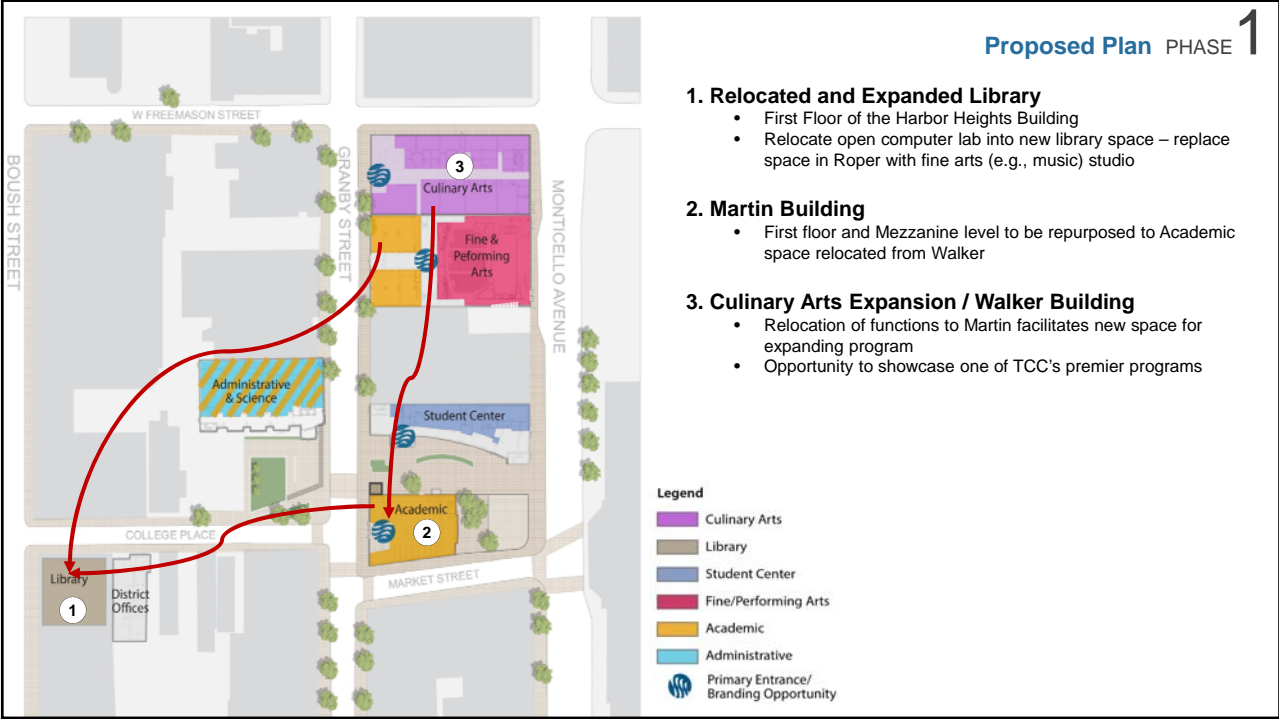 Proposed Plan PHASE 1
1. Relocated and Expanded Library
• First Floor of the Harbor Heights Building
• Relocate open computer lab into new library space – replace
space in Roper with fine arts (e.g., music) studio
2. Martin Building
• First floor and Mezzanine level to be repurposed to Academic
space relocated from Walker
3. Culinary Arts Expansion / Walker Building
• Relocation of functions to Martin facilitates new space for
expanding program
• Opportunity to showcase one of TCC's premier programs
W FREEMASON STREET
BOUSH STREET
GRANBY STREET
MONTICELLO AVENUE
3
Culinary Arts
Fine &
Peforming
Arts
Administrative
& Science
Student Center
Academic
2
COLLEGE PLACE
MARKET STREET
Library
1
District
Offices
Legend
Culinary Arts
Library
Student Center
Fine/Performing Arts
Academic
Administrative
Primary Entrance/
Branding Opportunity